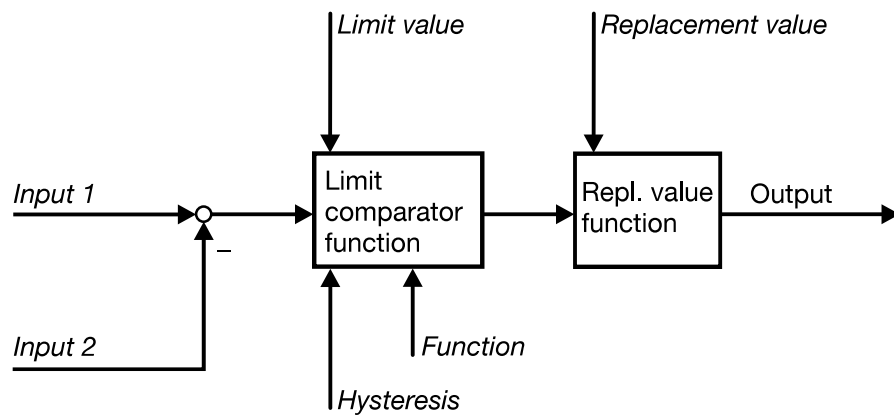 Limit value
Replacement value
Input 1
Limit
comparator
function
Repl. value
function
Output
–
Input 2
Function
Hysteresis